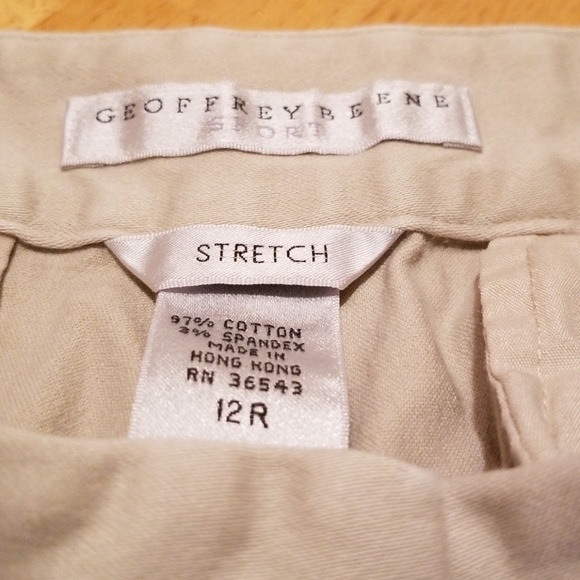 GEOFFREY BEENE
SPORT
STRETCH
97% COTTON
3% SPANDEX
MADE IN
HONG KONG
RN 36543
12R